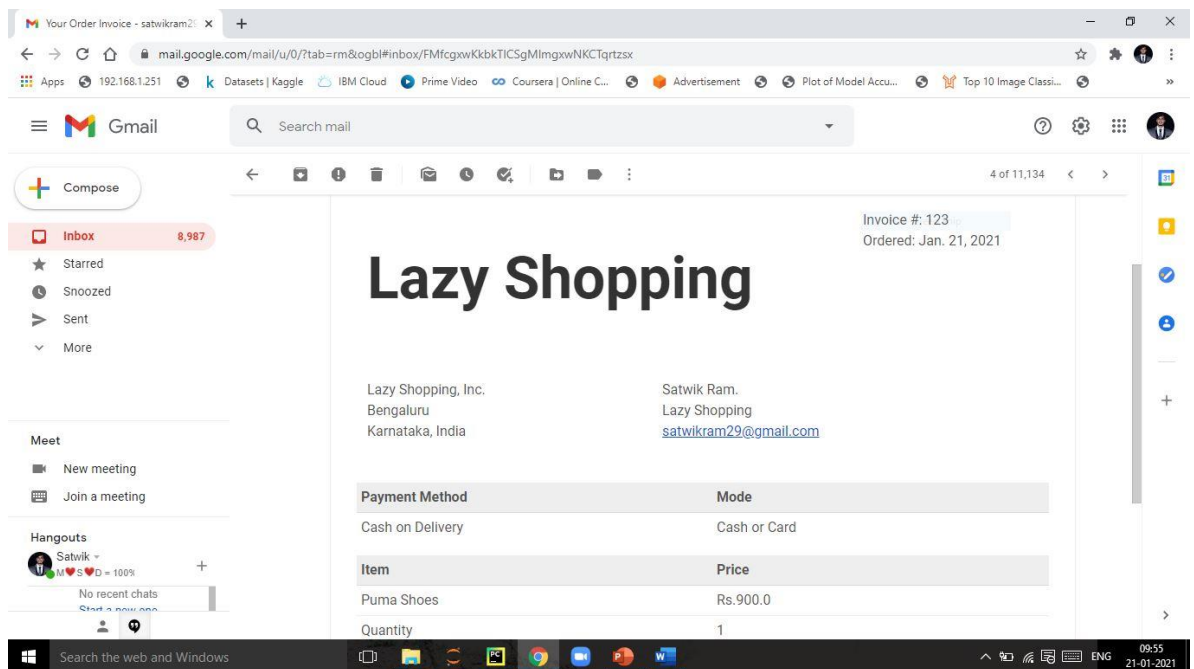 Your Order Invoice - satwikram29
mail.google.com/mail/u/0/?tab=rm&ogbl#inbox/FMfcgxwKkbkTlCSgMlmgxwNKCTqrtzsx
Apps 192.168.1.251 Datasets | Kaggle IBM Cloud Prime Video Coursera | Online C... Advertisement Plot of Model Accu... Top 10 Image Classi... »
Gmail
Search mail
Compose
4 of 11,134
31
Inbox 8,987
Starred
Snoozed
Sent
More
Invoice #: 123
Ordered: Jan. 21, 2021
Lazy Shopping
Lazy Shopping, Inc.
Bengaluru
Karnataka, India
Satwik Ram.
Lazy Shopping
satwikram29@gmail.com
Payment Method Mode
Cash on Delivery Cash or Card
Item Price
Puma Shoes Rs.900.0
Quantity 1
Meet
New meeting
Join a meeting
Hangouts
Satwik
M❤S❤D = 100%
No recent chats
Start a new one
Search the web and Windows
ENG
09:55
21-01-2021